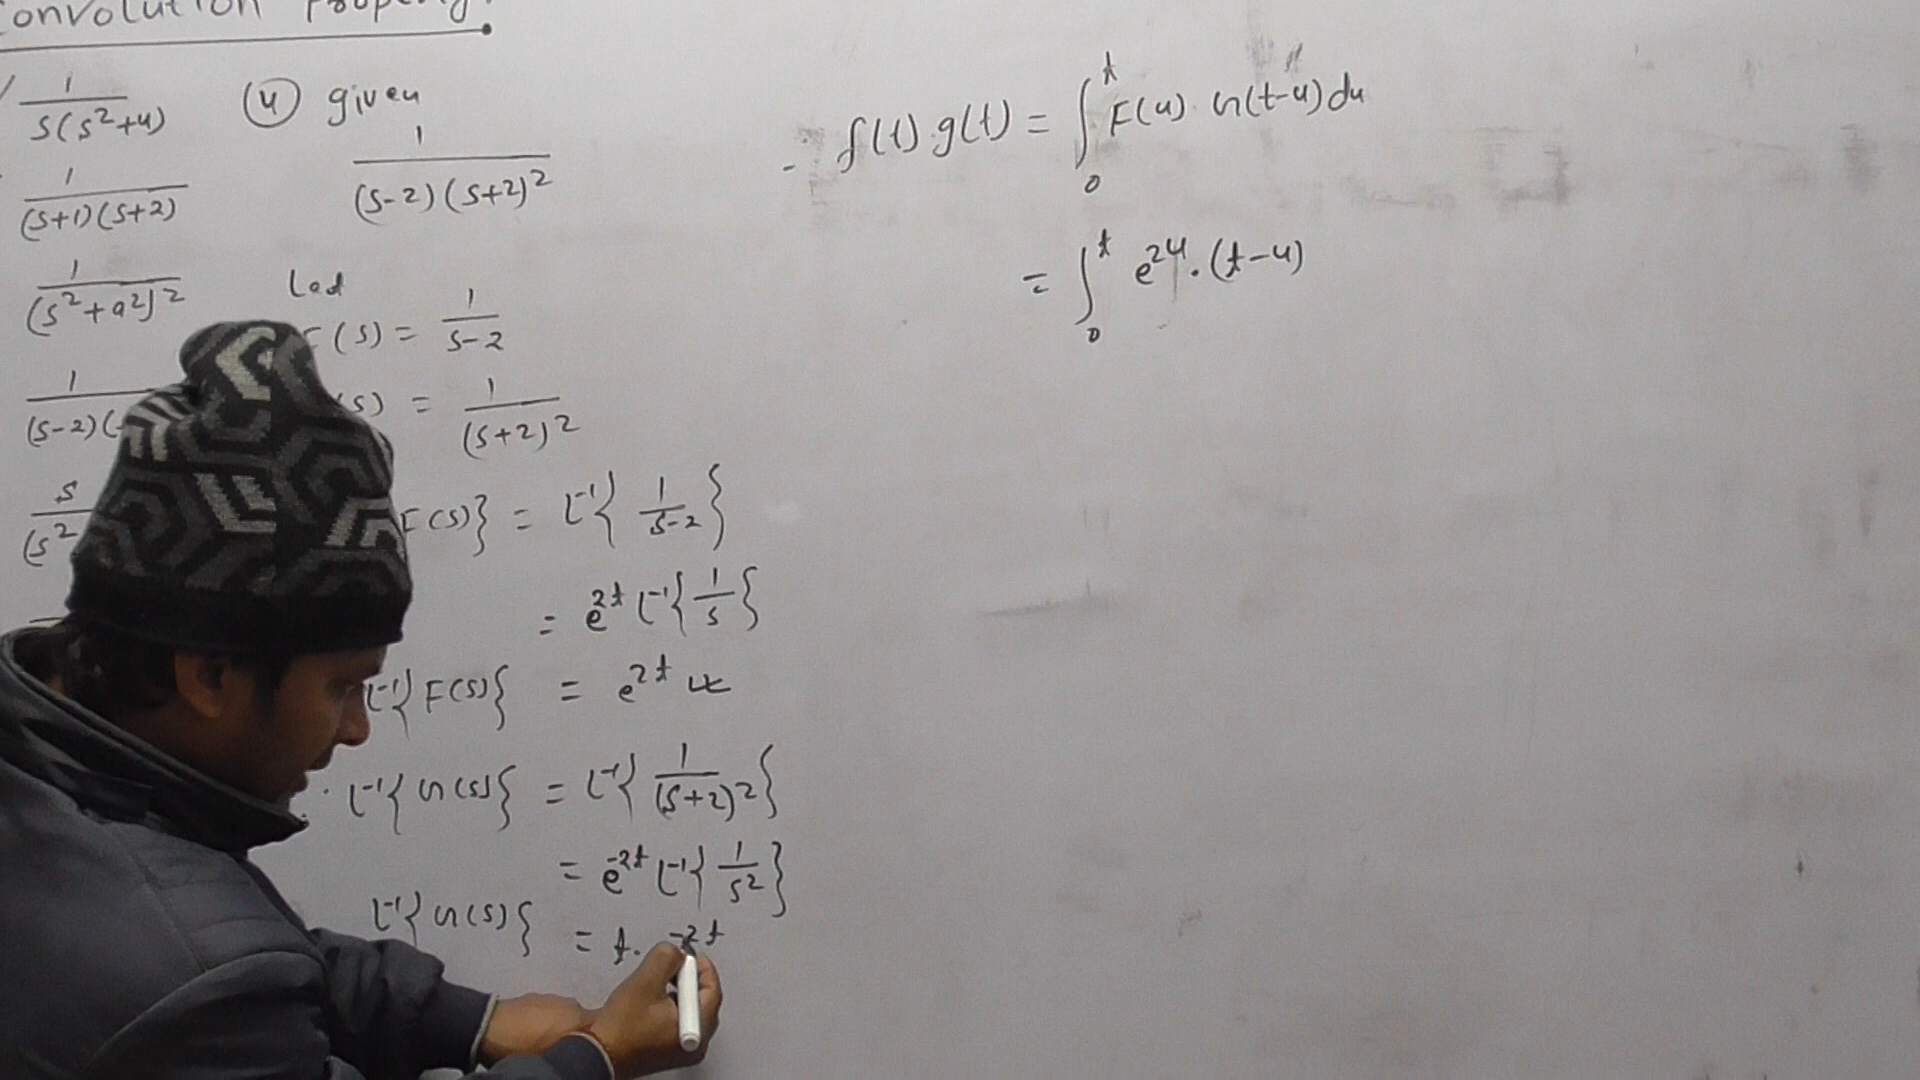 onvolution Property.
1/(s(s²+4))
1/((s+1)(s+2))
1/(s²+a²)²
1/((s-2)(
s/(s²
(4) given
1/((s-2)(s+2)²)
Let
F(s) = 1/(s-2)
(s) = 1/(s+2)²
F(s)} = L⁻¹{1/(s-2)}
= e^2t L⁻¹{1/s}
L⁻¹{F(s)} = e^2t
L⁻¹{G(s)} = L⁻¹{1/(s+2)²}
= e^-2t L⁻¹{1/s²}
L⁻¹{G(s)} = t. -2t
∴ f(t).g(t) = ∫₀ᵗ F(u) G(t-u)du
= ∫₀ᵗ e^2u.(t-u)